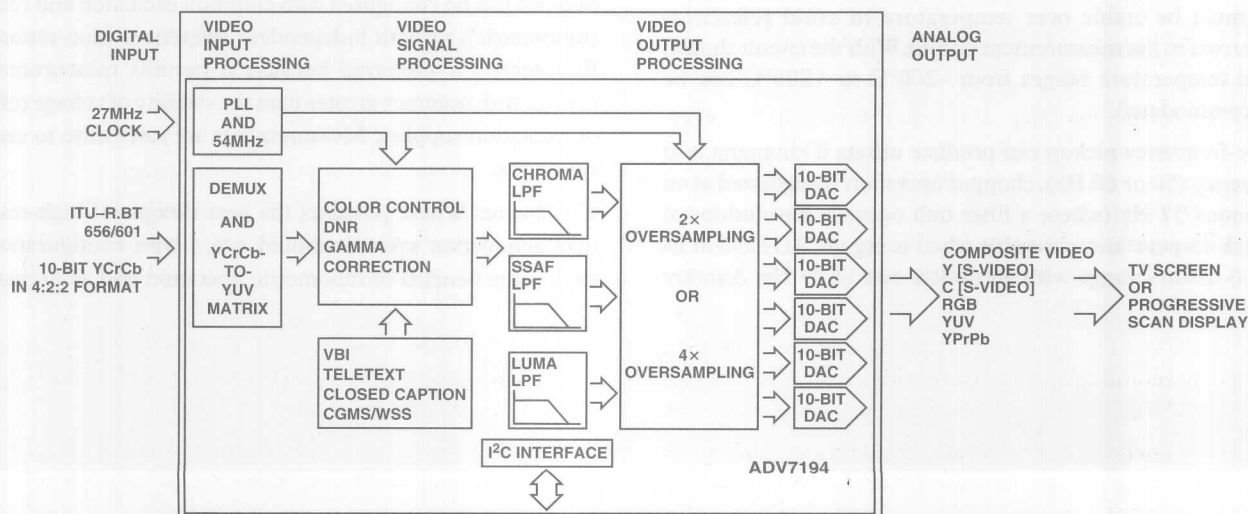 DIGITAL
INPUT
VIDEO
INPUT
PROCESSING
VIDEO
SIGNAL
PROCESSING
VIDEO
OUTPUT
PROCESSING
ANALOG
OUTPUT
27MHz
CLOCK
PLL
AND
54MHz
ITU–R.BT
656/601
10-BIT YCrCb
IN 4:2:2 FORMAT
DEMUX
AND
YCrCb-
TO-
YUV
MATRIX
COLOR CONTROL
DNR
GAMMA
CORRECTION
VBI
TELETEXT
CLOSED CAPTION
CGMS/WSS
CHROMA
LPF
SSAF
LPF
LUMA
LPF
I²C INTERFACE
2×
OVERSAMPLING
OR
4×
OVERSAMPLING
10-BIT
DAC
10-BIT
DAC
10-BIT
DAC
10-BIT
DAC
10-BIT
DAC
10-BIT
DAC
ADV7194
COMPOSITE VIDEO
Y [S-VIDEO]
C [S-VIDEO]
RGB
YUV
YPrPb
TV SCREEN
OR
PROGRESSIVE
SCAN DISPLAY